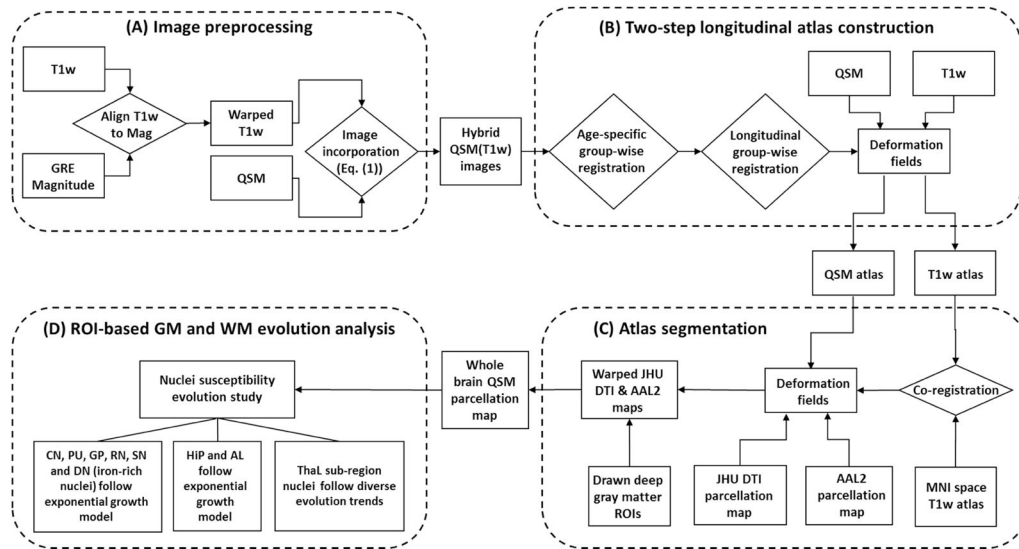 (A) Image preprocessing
T1w
Align T1w
to Mag
GRE
Magnitude
Warped
T1w
QSM
Image
incorporation
(Eq. (1))
Hybrid
QSM(T1w)
images
(B) Two-step longitudinal atlas construction
Age-specific
group-wise
registration
Longitudinal
group-wise
registration
QSM
T1w
Deformation
fields
QSM atlas
T1w atlas
(C) Atlas segmentation
Co-registration
MNI space
T1w atlas
Deformation
fields
JHU DTI
parcellation
map
AAL2
parcellation
map
Warped JHU
DTI & AAL2
maps
Drawn deep
gray matter
ROIs
Whole
brain QSM
parcellation
map
(D) ROI-based GM and WM evolution analysis
Nuclei susceptibility
evolution study
CN, PU, GP, RN, SN
and DN (iron-rich
nuclei) follow
exponential growth
model
HiP and AL
follow
exponential
growth
model
ThaL sub-region
nuclei follow diverse
evolution trends